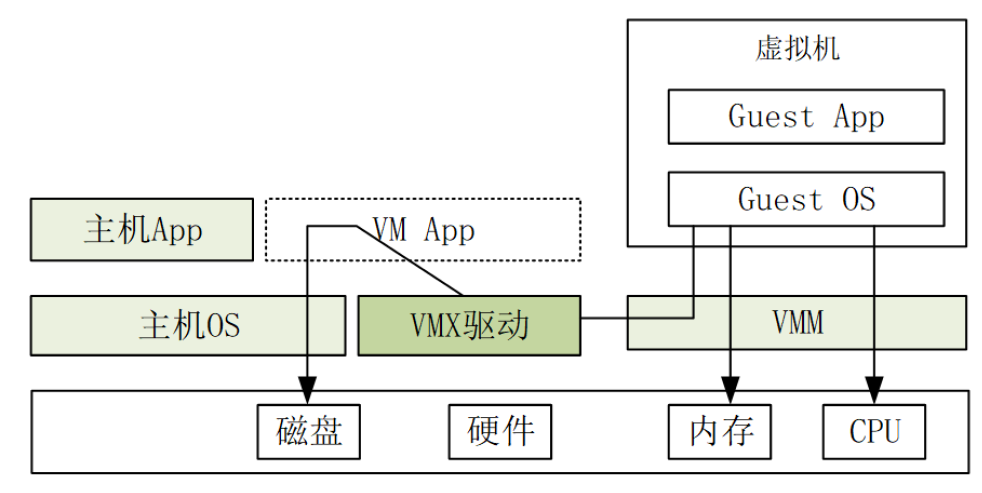 虚拟机
Guest App
Guest OS
主机App
VM App
主机OS
VMX驱动
VMM
磁盘
硬件
内存
CPU